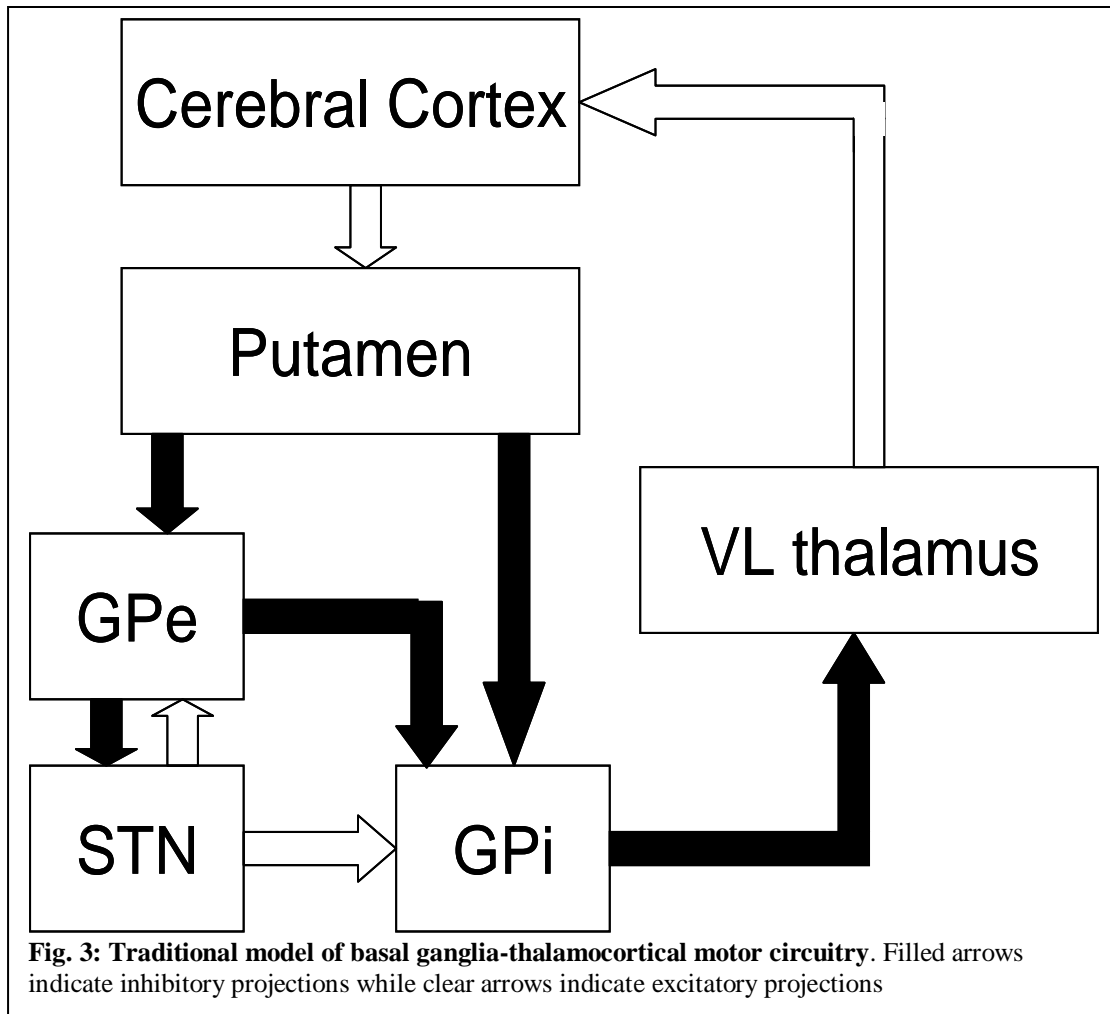 Cerebral Cortex
Putamen
VL thalamus
GPe
STN
GPi
Fig. 3: Traditional model of basal ganglia-thalamocortical motor circuitry. Filled arrows
indicate inhibitory projections while clear arrows indicate excitatory projections